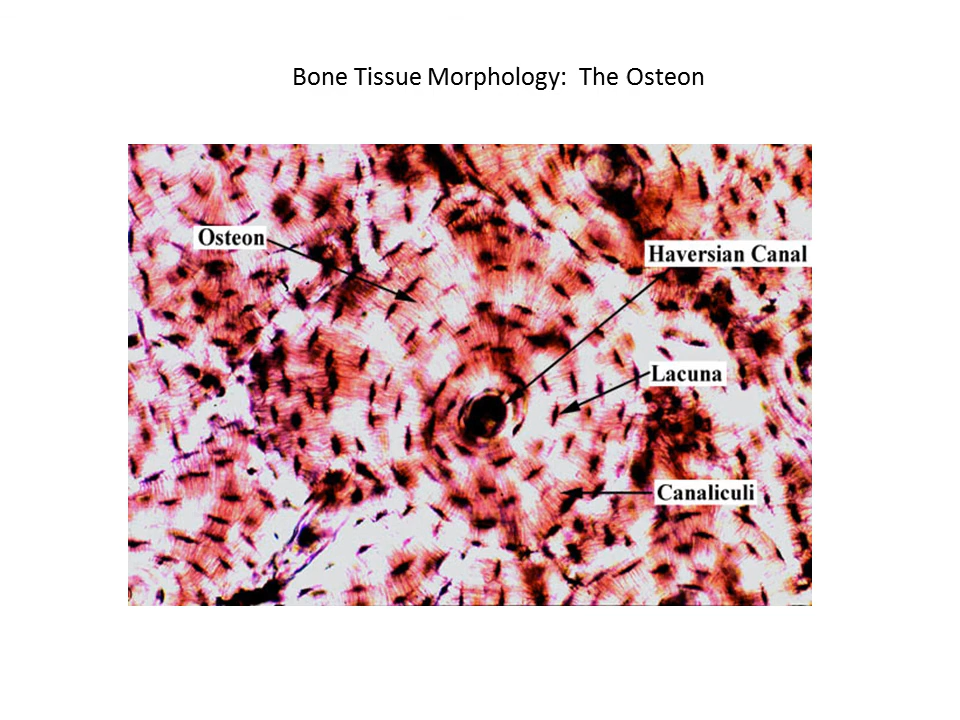 Bone Tissue Morphology:  The Osteon
Osteon
Haversian Canal
Lacuna
Canaliculi